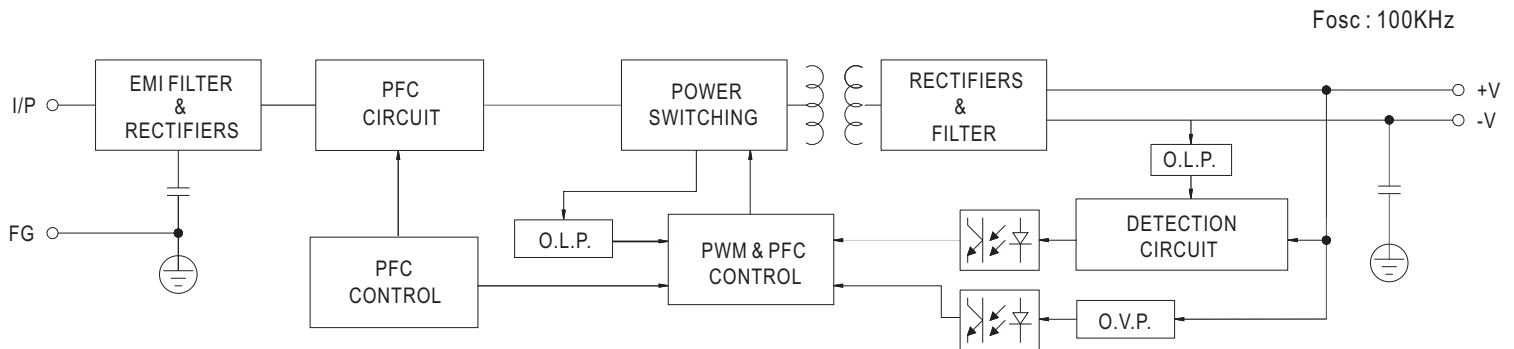 Fosc : 100KHz
I/P
EMI FILTER
&
RECTIFIERS
PFC
CIRCUIT
POWER
SWITCHING
RECTIFIERS
&
FILTER
+V
-V
O.L.P.
FG
O.L.P.
PFC
CONTROL
PWM & PFC
CONTROL
DETECTION
CIRCUIT
O.V.P.